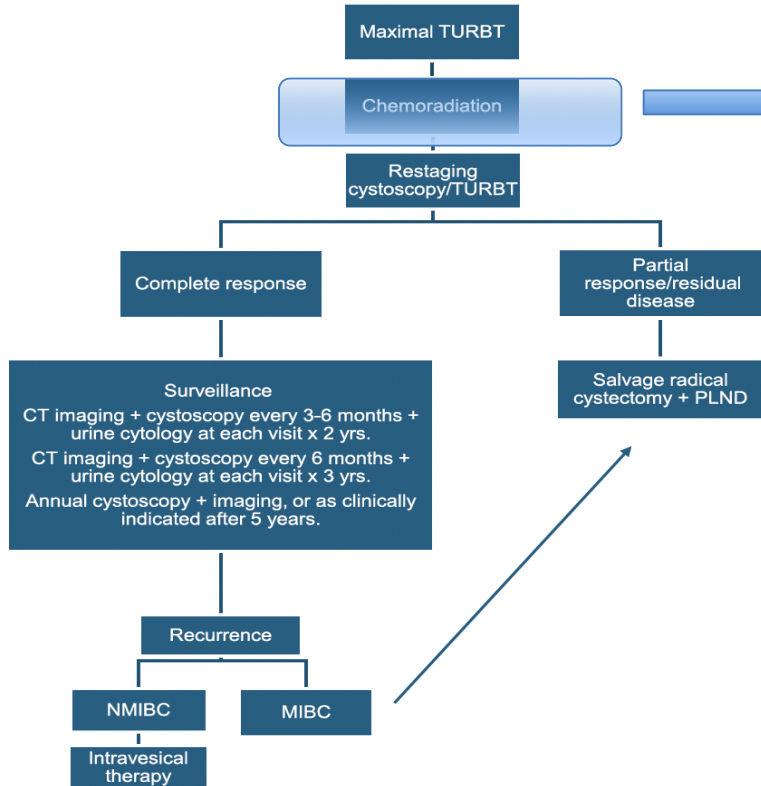 Maximal TURBT
Chemoradiation
Restaging
cystoscopy/TURBT
Complete response
Partial
response/residual
disease
Surveillance
CT imaging + cystoscopy every 3-6 months +
urine cytology at each visit x 2 yrs.
CT imaging + cystoscopy every 6 months +
urine cytology at each visit x 3 yrs.
Annual cystoscopy + imaging, or as clinically
indicated after 5 years.
Salvage radical
cystectomy + PLND
Recurrence
NMIBC
MIBC
Intravesical
therapy